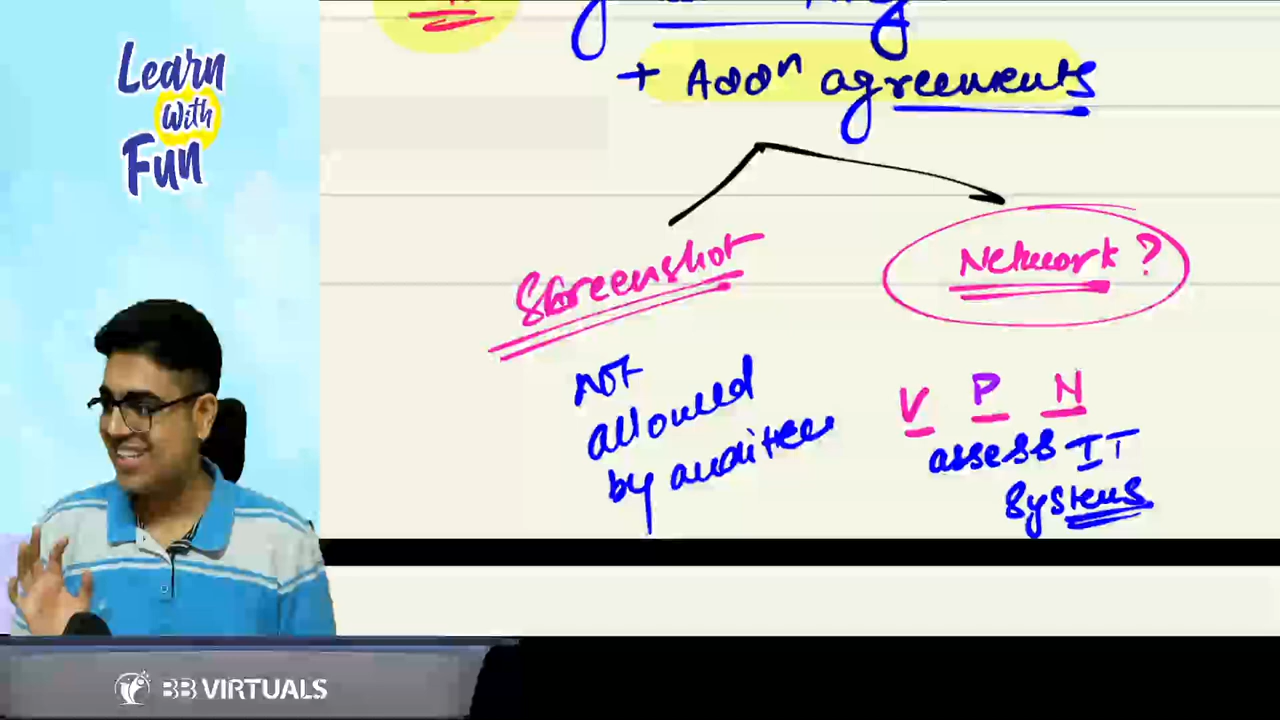 Learn
With
Fun
+ Addn agreements
Screenshot
Network ?
not
allowed
by auditee
V P N
assess IT
systems
BB VIRTUALS